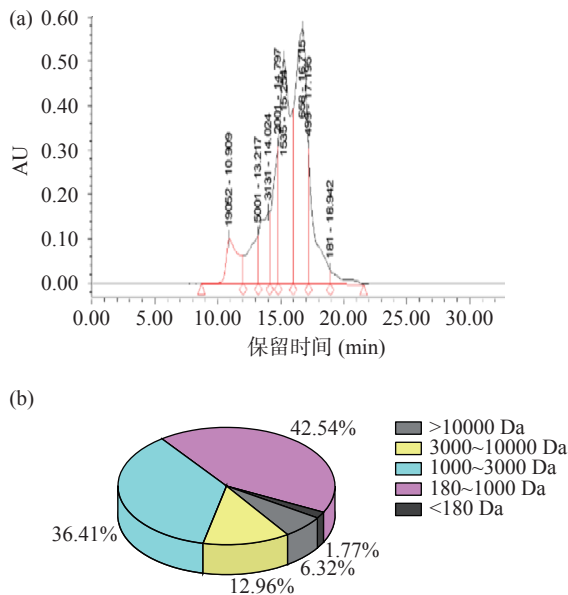 (a)
0.60
0.50
0.40
0.30
0.20
0.10
0.00
AU
19052 - 10.909
5001 - 13.217
3131 - 14.024
2001 - 14.797
1535 - 15.251
658 - 16.715
499 - 17.196
181 - 18.942
0.00 5.00 10.00 15.00 20.00 25.00 30.00
保留时间 (min)
(b)
42.54%
36.41%
12.96%
6.32%
1.77%
>10000 Da
3000~10000 Da
1000~3000 Da
180~1000 Da
<180 Da